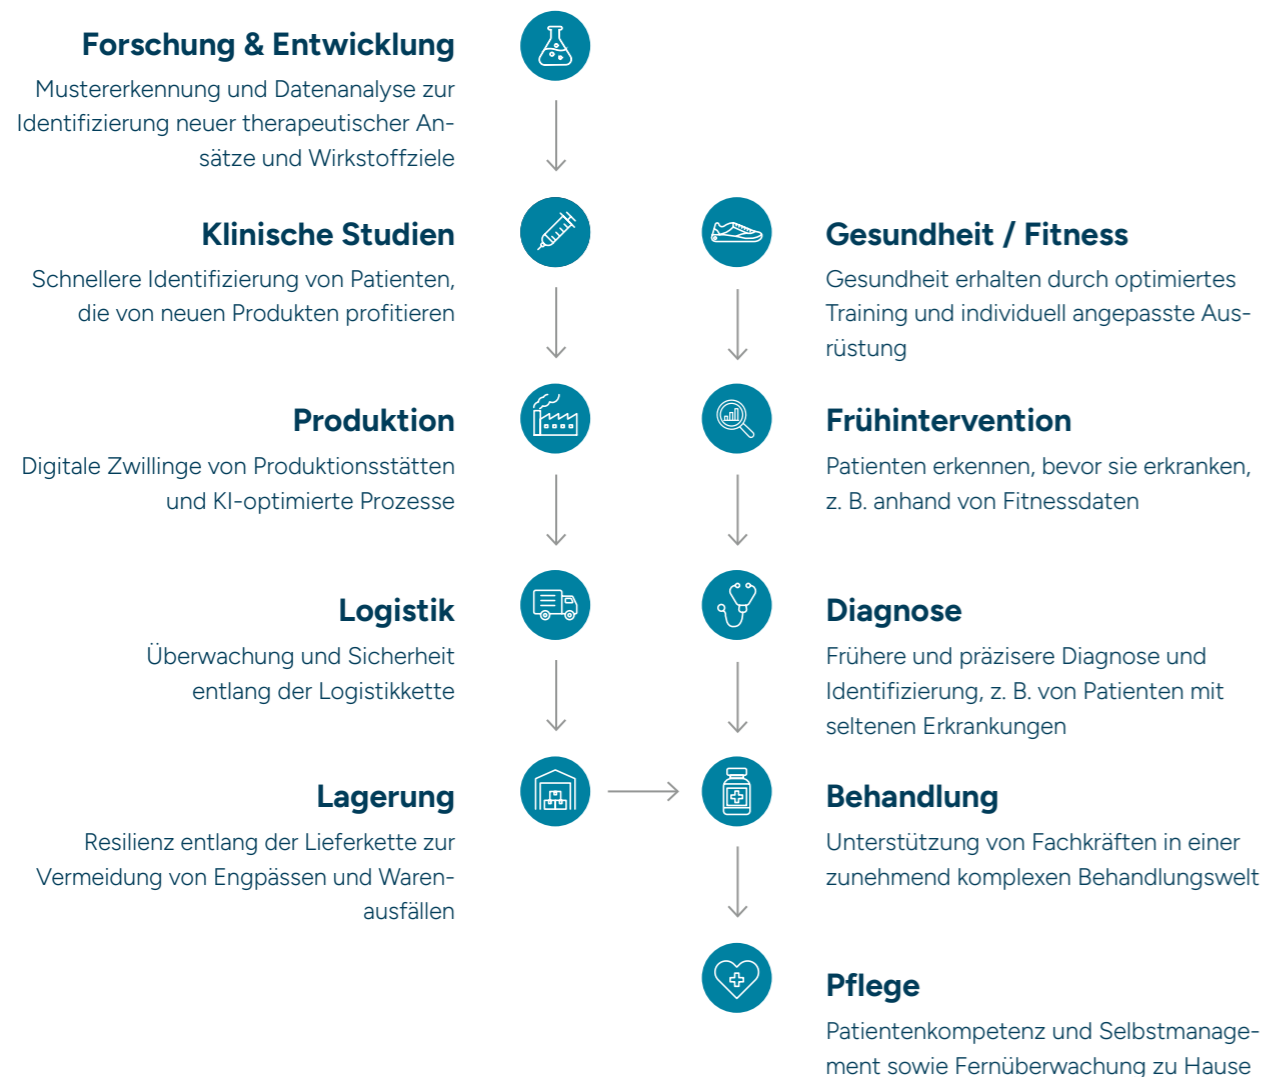 Forschung & Entwicklung
Mustererkennung und Datenanalyse zur
Identifizierung neuer therapeutischer An-
sätze und Wirkstoffziele
Klinische Studien
Schnellere Identifizierung von Patienten,
die von neuen Produkten profitieren
Produktion
Digitale Zwillinge von Produktionsstätten
und KI-optimierte Prozesse
Logistik
Überwachung und Sicherheit
entlang der Logistikkette
Lagerung
Resilienz entlang der Lieferkette zur
Vermeidung von Engpässen und Waren-
ausfällen
Gesundheit / Fitness
Gesundheit erhalten durch optimiertes
Training und individuell angepasste Aus-
rüstung
Frühintervention
Patienten erkennen, bevor sie erkranken,
z. B. anhand von Fitnessdaten
Diagnose
Frühere und präzisere Diagnose und
Identifizierung, z. B. von Patienten mit
seltenen Erkrankungen
Behandlung
Unterstützung von Fachkräften in einer
zunehmend komplexen Behandlungswelt
Pflege
Patientenkompetenz und Selbstmanage-
ment sowie Fernüberwachung zu Hause